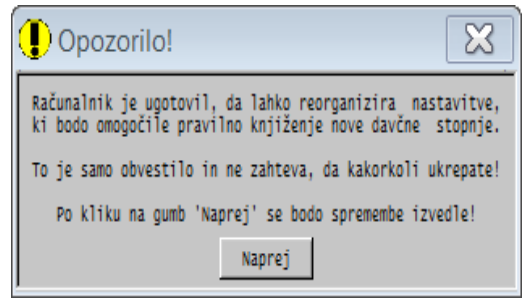 Opozorilo!
Računalnik je ugotovil, da lahko reorganizira nastavitve,
ki bodo omogočile pravilno knjiženje nove davčne stopnje.
To je samo obvestilo in ne zahteva, da kakorkoli ukrepate!
Po kliku na gumb 'Naprej' se bodo spremembe izvedle!
Naprej